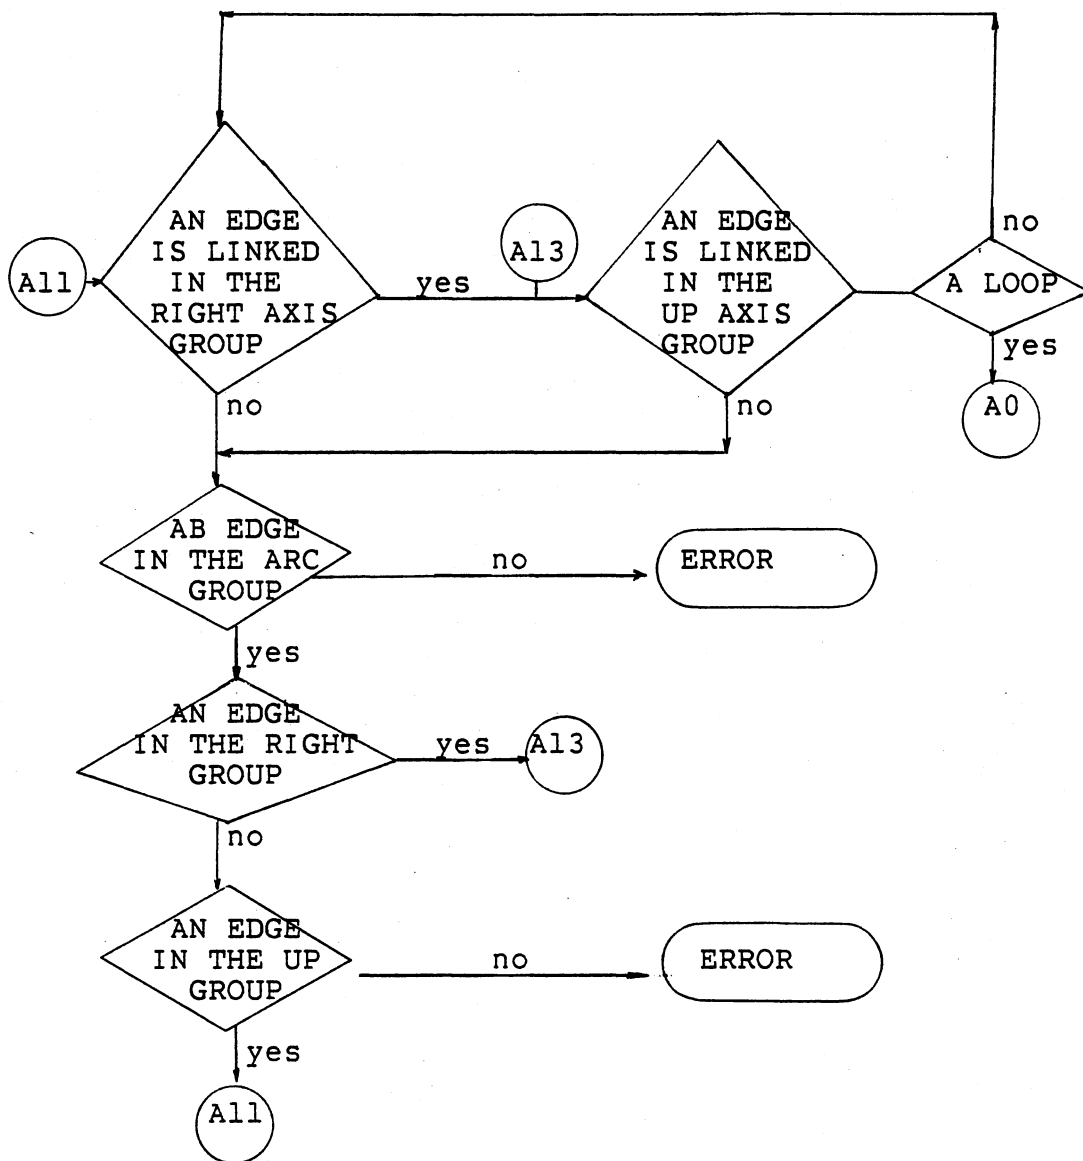 no
AN EDGE
IS LINKED
IN THE
RIGHT AXIS
GROUP
A13
AN EDGE
IS LINKED
IN THE
UP AXIS
GROUP
A11
yes
A LOOP
yes
no
no
A0
AB EDGE
IN THE ARC
GROUP
no
ERROR
yes
AN EDGE
IN THE RIGHT
GROUP
yes
A13
no
AN EDGE
IN THE UP
GROUP
no
ERROR
yes
A11